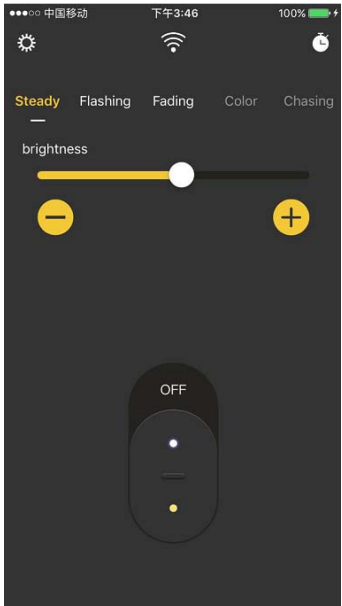 中国移动 下午3:46 100%
Steady Flashing Fading Color Chasing
brightness
OFF